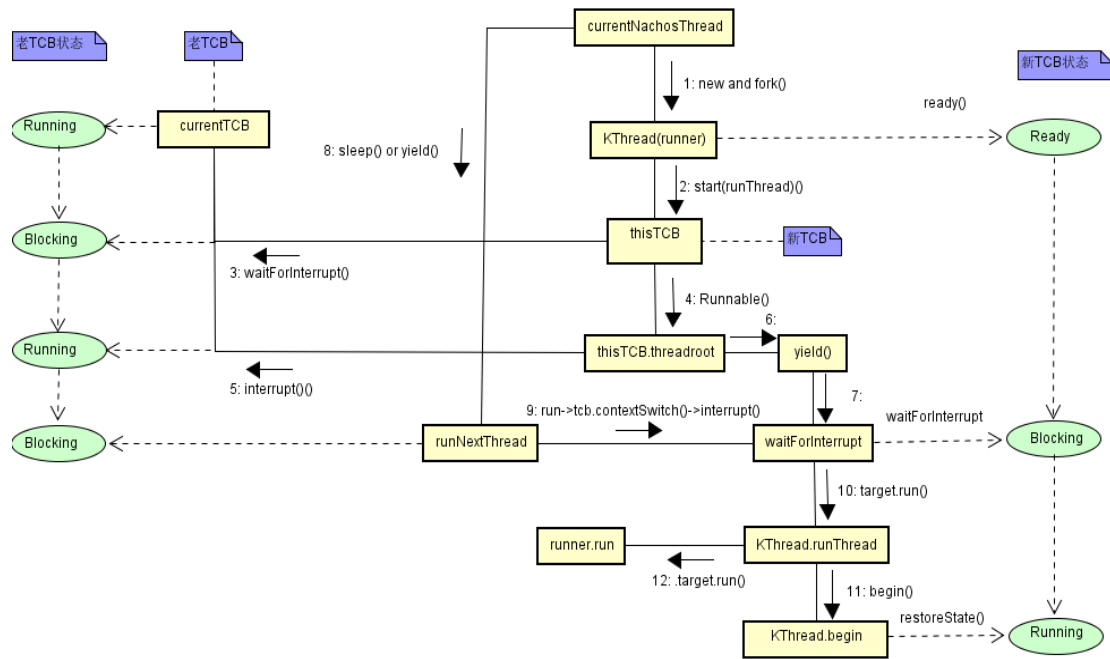 currentNachosThread
老TCB状态
老TCB
新TCB状态
1: new and fork()
ready()
Running
currentTCB
KThread(runner)
Ready
8: sleep() or yield()
2: start(runThread)()
Blocking
thisTCB
新TCB
3: waitForInterrupt()
4: Runnable()
6:
Running
thisTCB.threadroot
yield()
5: interrupt()()
7:
9: run->tcb.contextSwitch()->interrupt()
waitForInterrupt
Blocking
runNextThread
waitForInterrupt
Blocking
10: target.run()
runner.run
KThread.runThread
12: .target.run()
11: begin()
restoreState()
KThread.begin
Running